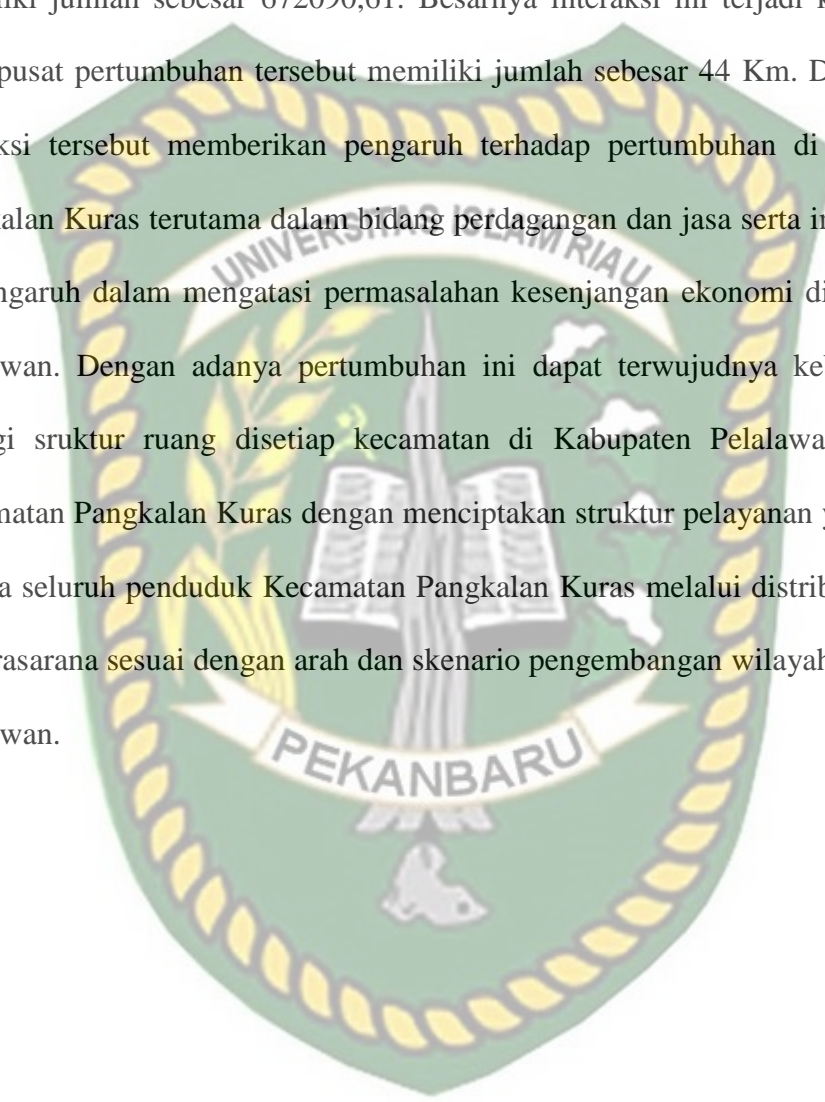 iki jumlah sebesar 672090,61. Besarnya interaksi ini terjadi k
pusat pertumbuhan tersebut memiliki jumlah sebesar 44 Km. D
ksi tersebut memberikan pengaruh terhadap pertumbuhan di
kalan Kuras terutama dalam bidang perdagangan dan jasa serta in
UNIVERSITAS ISLAM RIAU
ngaruh dalam mengatasi permasalahan kesenjangan ekonomi di
wan. Dengan adanya pertumbuhan ini dapat terwujudnya keb
gi sruktur ruang disetiap kecamatan di Kabupaten Pelalawa
matan Pangkalan Kuras dengan menciptakan struktur pelayanan y
a seluruh penduduk Kecamatan Pangkalan Kuras melalui distrib
rasarana sesuai dengan arah dan skenario pengembangan wilayah
wan.
PEKANBARU